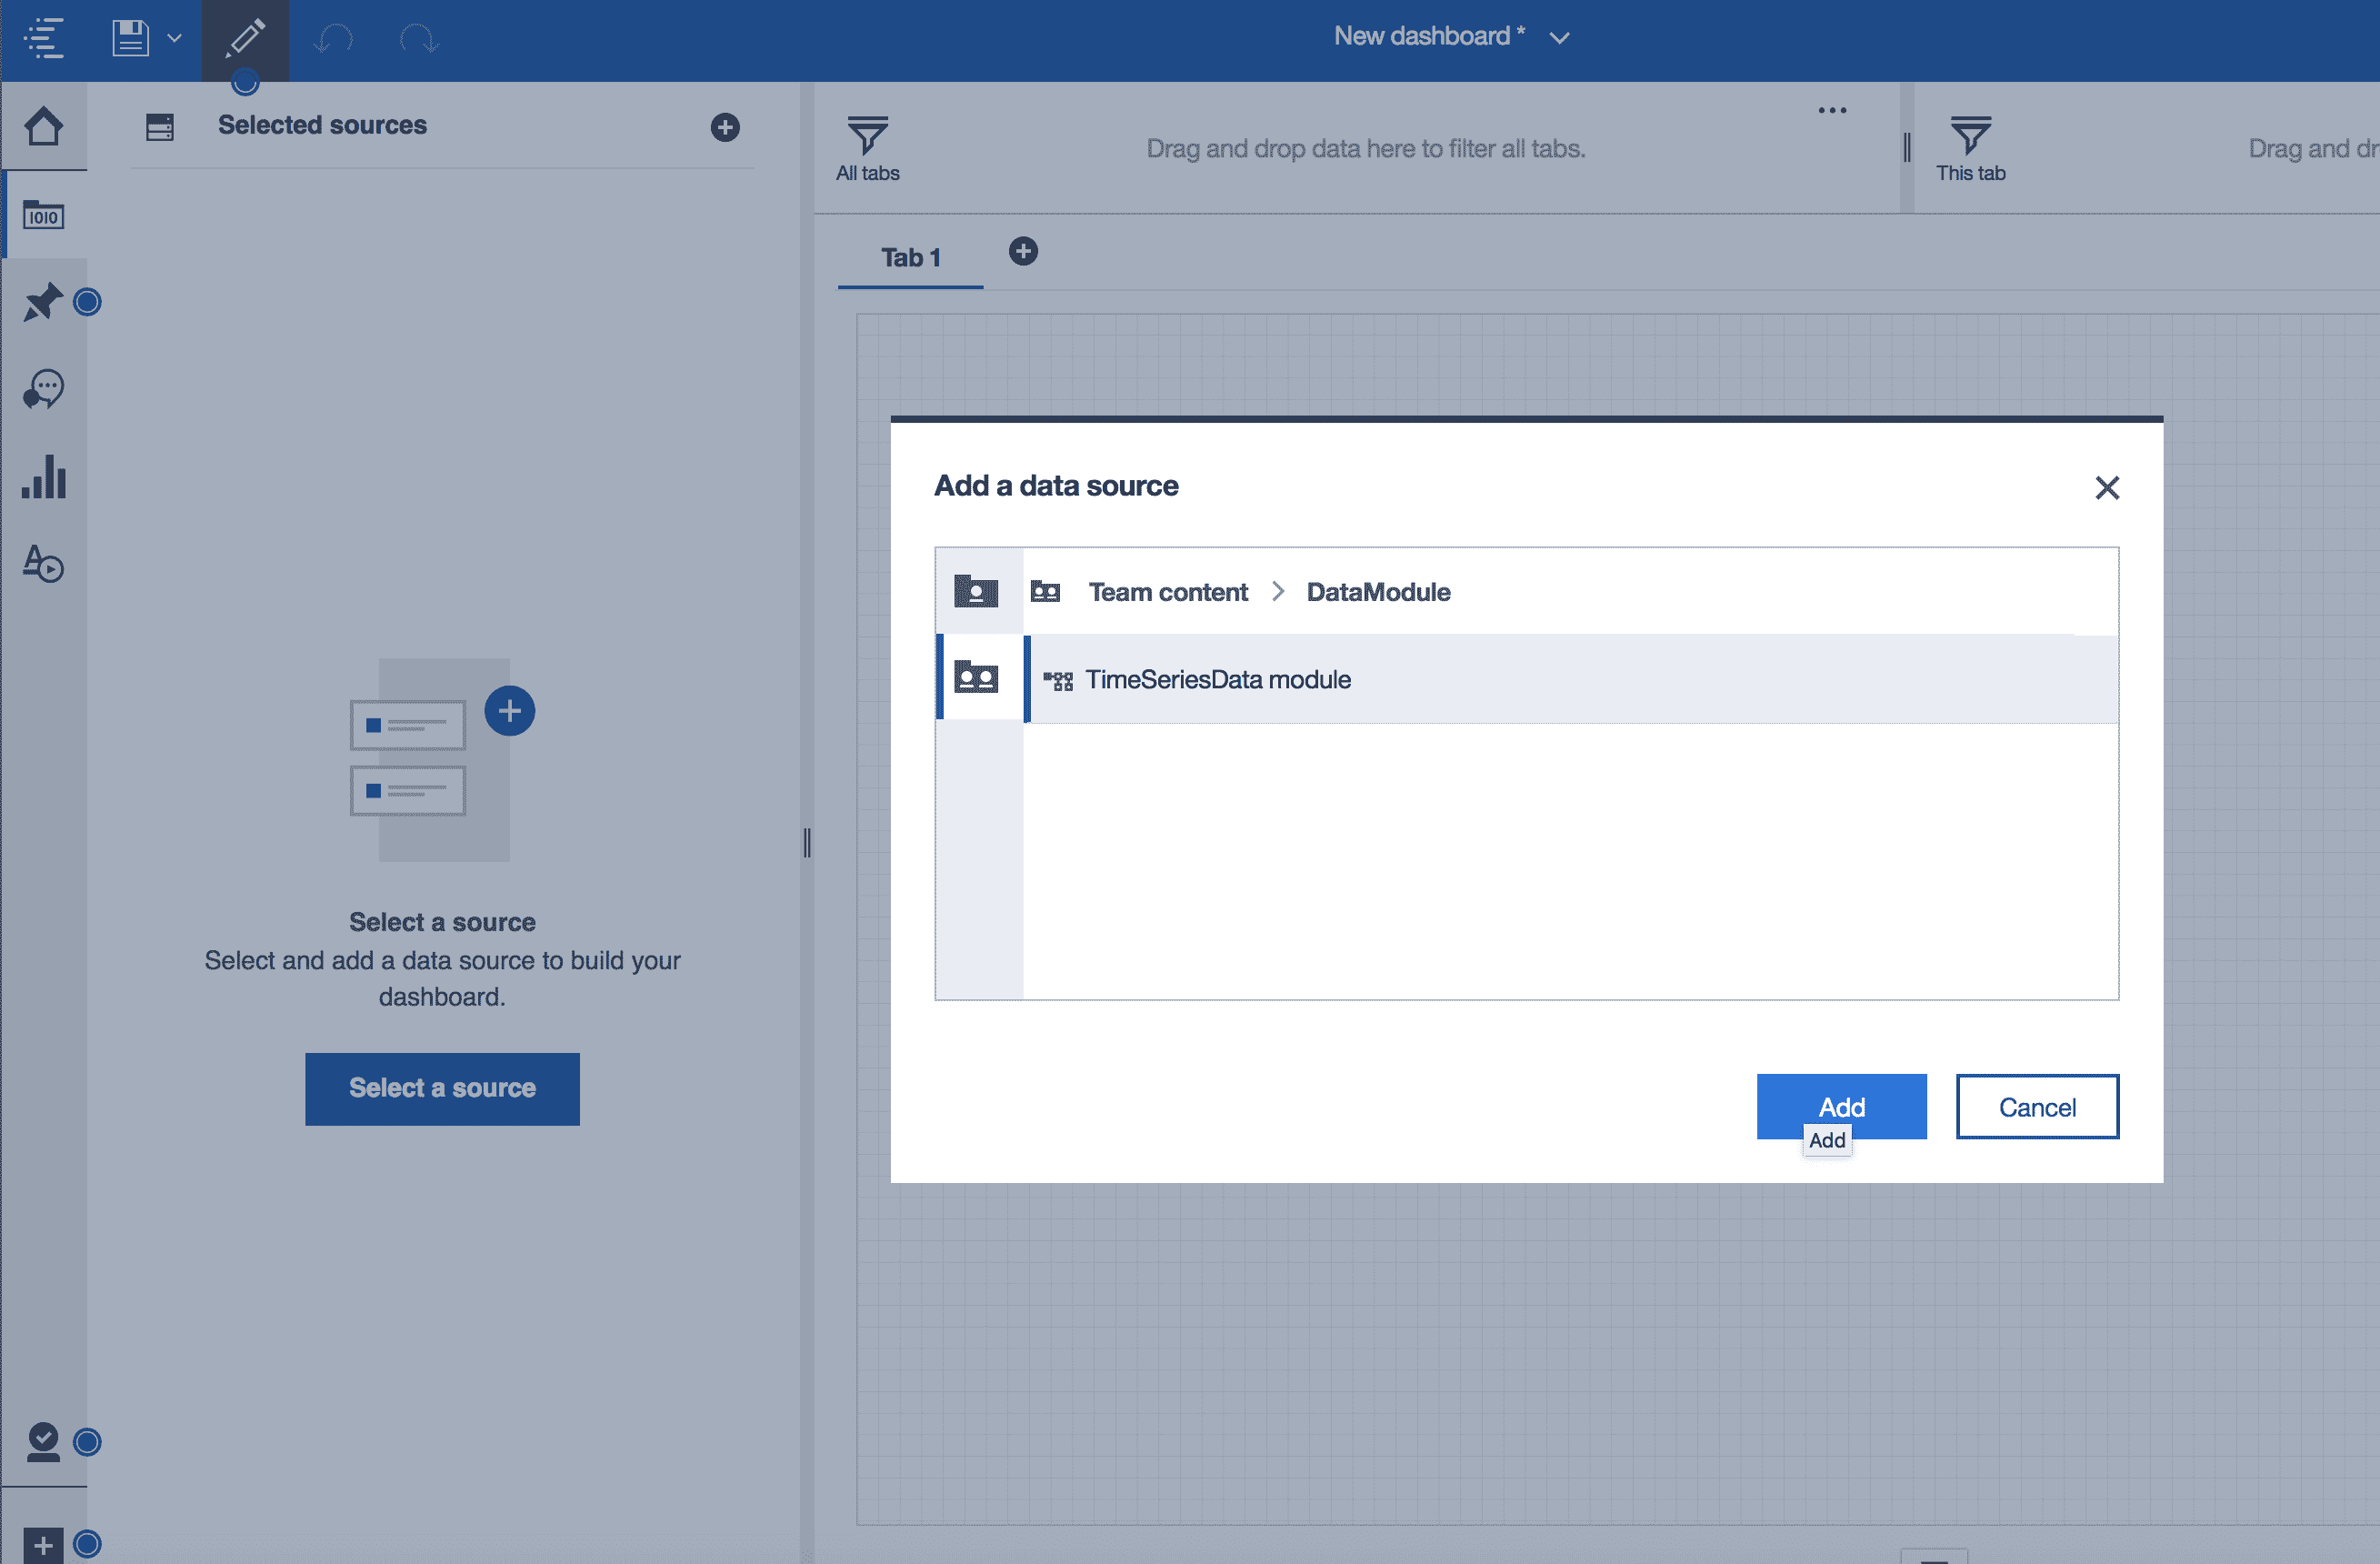 New dashboard *
Selected sources
All tabs
Drag and drop data here to filter all tabs.
This tab
Drag and dr
Tab 1
1010
Add a data source
Team content > DataModule
TimeSeriesData module
Select a source
Select and add a data source to build your
dashboard.
Select a source
Add
Cancel
Add